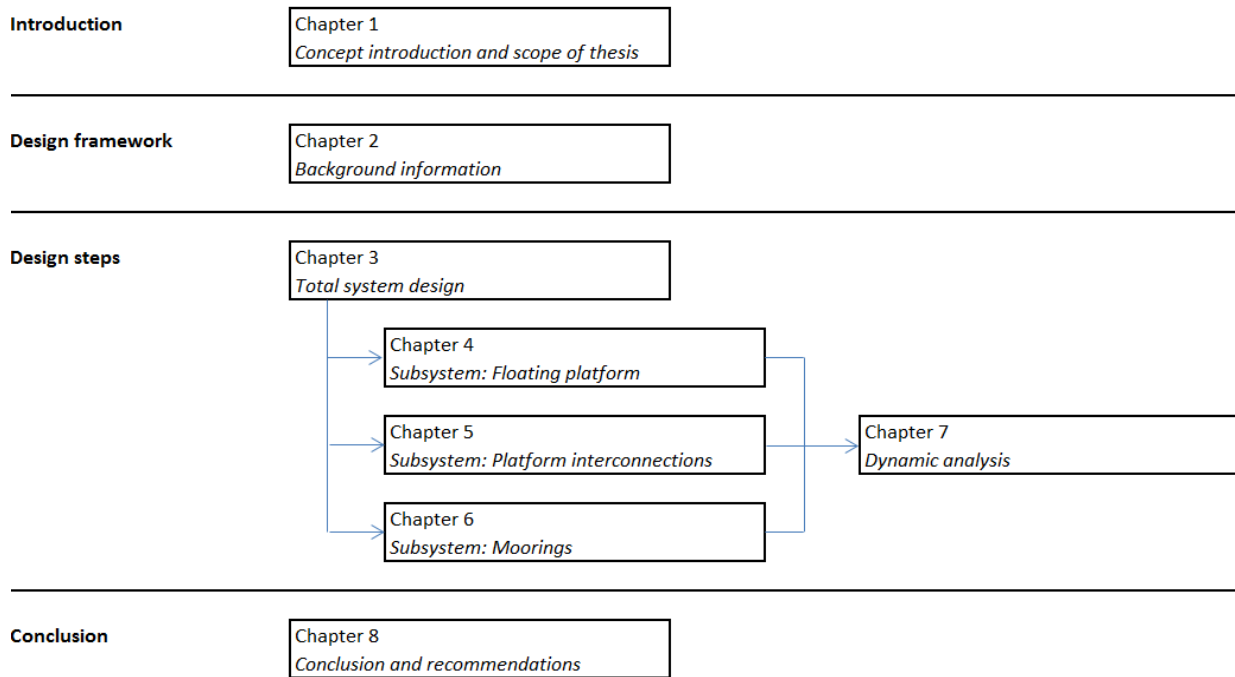 Introduction
Chapter 1
Concept introduction and scope of thesis
Design framework
Chapter 2
Background information
Design steps
Chapter 3
Total system design
Chapter 4
Subsystem: Floating platform
Chapter 5
Subsystem: Platform interconnections
Chapter 7
Dynamic analysis
Chapter 6
Subsystem: Moorings
Conclusion
Chapter 8
Conclusion and recommendations